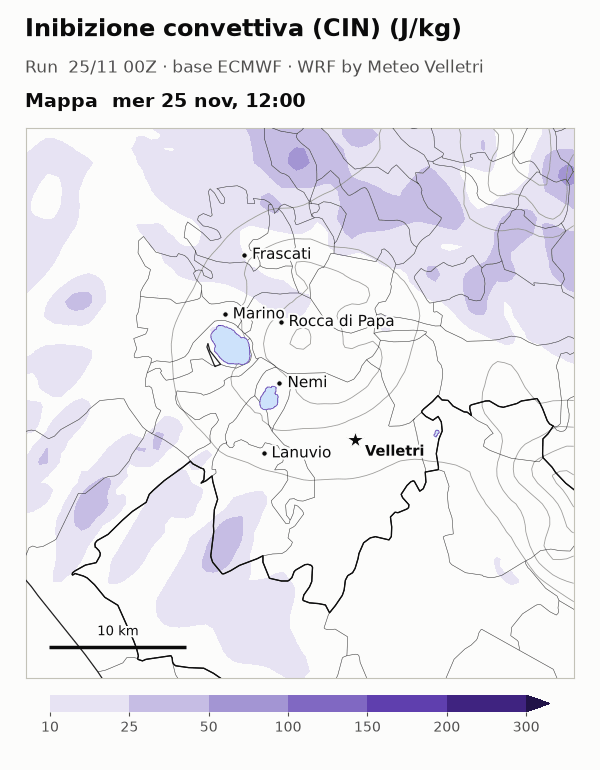 Inibizione convettiva (CIN) (J/kg)
Run  25/11 00Z · base ECMWF · WRF by Meteo Velletri
Mappa  mer 25 nov, 12:00
Frascati
Marino
Rocca di Papa
Nemi
Velletri
Lanuvio
10 km
10 25 50 100 150 200 300